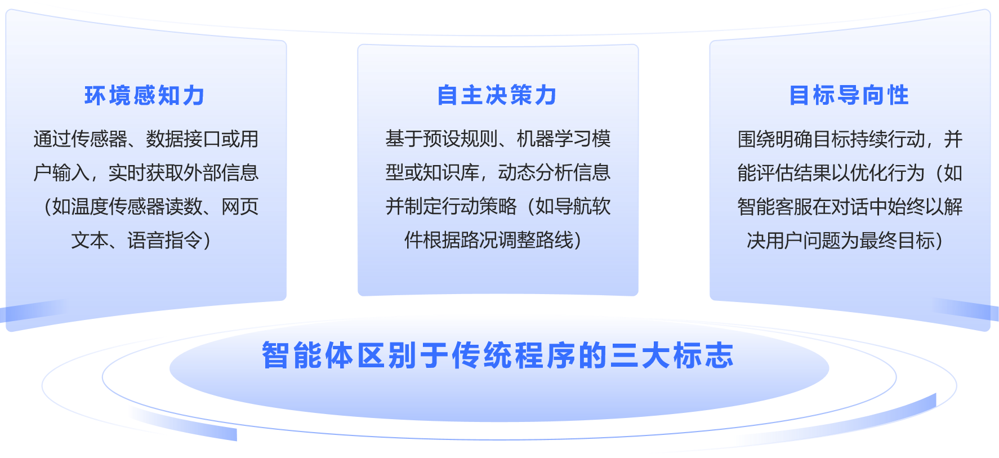 环境感知力
通过传感器、数据接口或用
户输入，实时获取外部信息
（如温度传感器读数、网页
文本、语音指令）
自主决策力
基于预设规则、机器学习模
型或知识库，动态分析信息
并制定行动策略（如导航软
件根据路况调整路线）
目标导向性
围绕明确目标持续行动，并
能评估结果以优化行为（如
智能客服在对话中始终以解
决用户问题为最终目标）
智能体区别于传统程序的三大标志